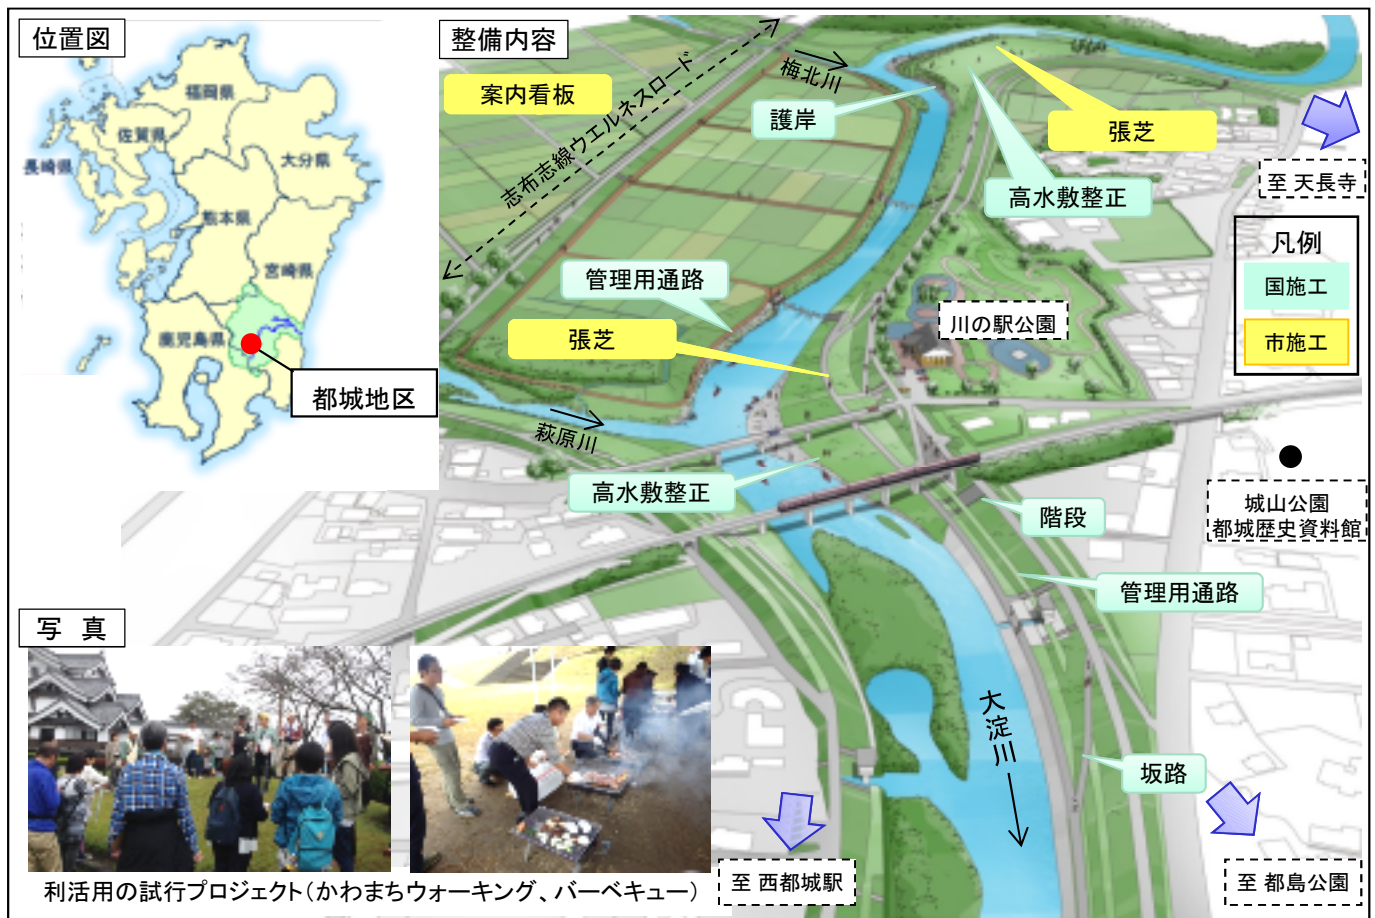 位置図
福岡県
佐賀県
長崎県
大分県
熊本県
宮崎県
鹿児島県
都城地区
整備内容
案内看板
志布志線ウエルネスロード
梅北川
護岸
張芝
高水敷整正
至 天長寺
凡例
国施工
市施工
管理用通路
張芝
川の駅公園
萩原川
高水敷整正
階段
城山公園
都城歴史資料館
管理用通路
大淀川
坂路
至 西都城駅
至 都島公園
写 真
利活用の試行プロジェクト(かわまちウォーキング、バーベキュー)